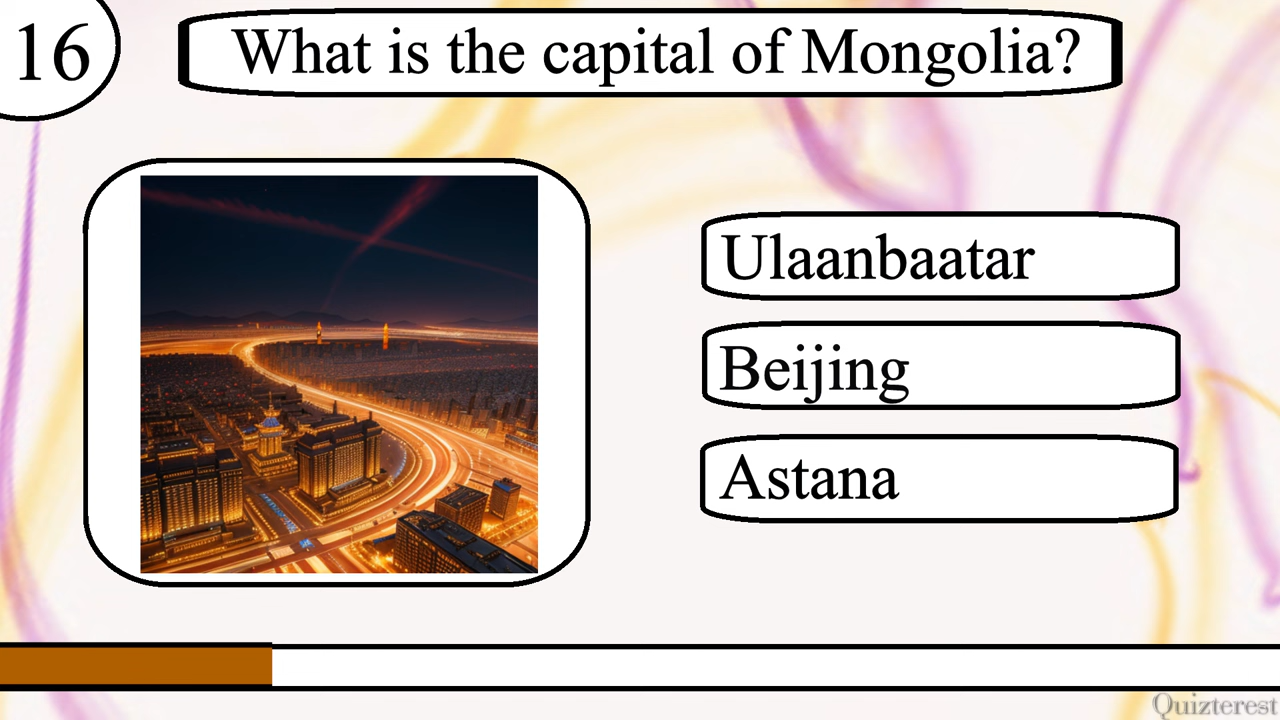 16
What is the capital of Mongolia?
Ulaanbaatar
Beijing
Astana
Quizterest